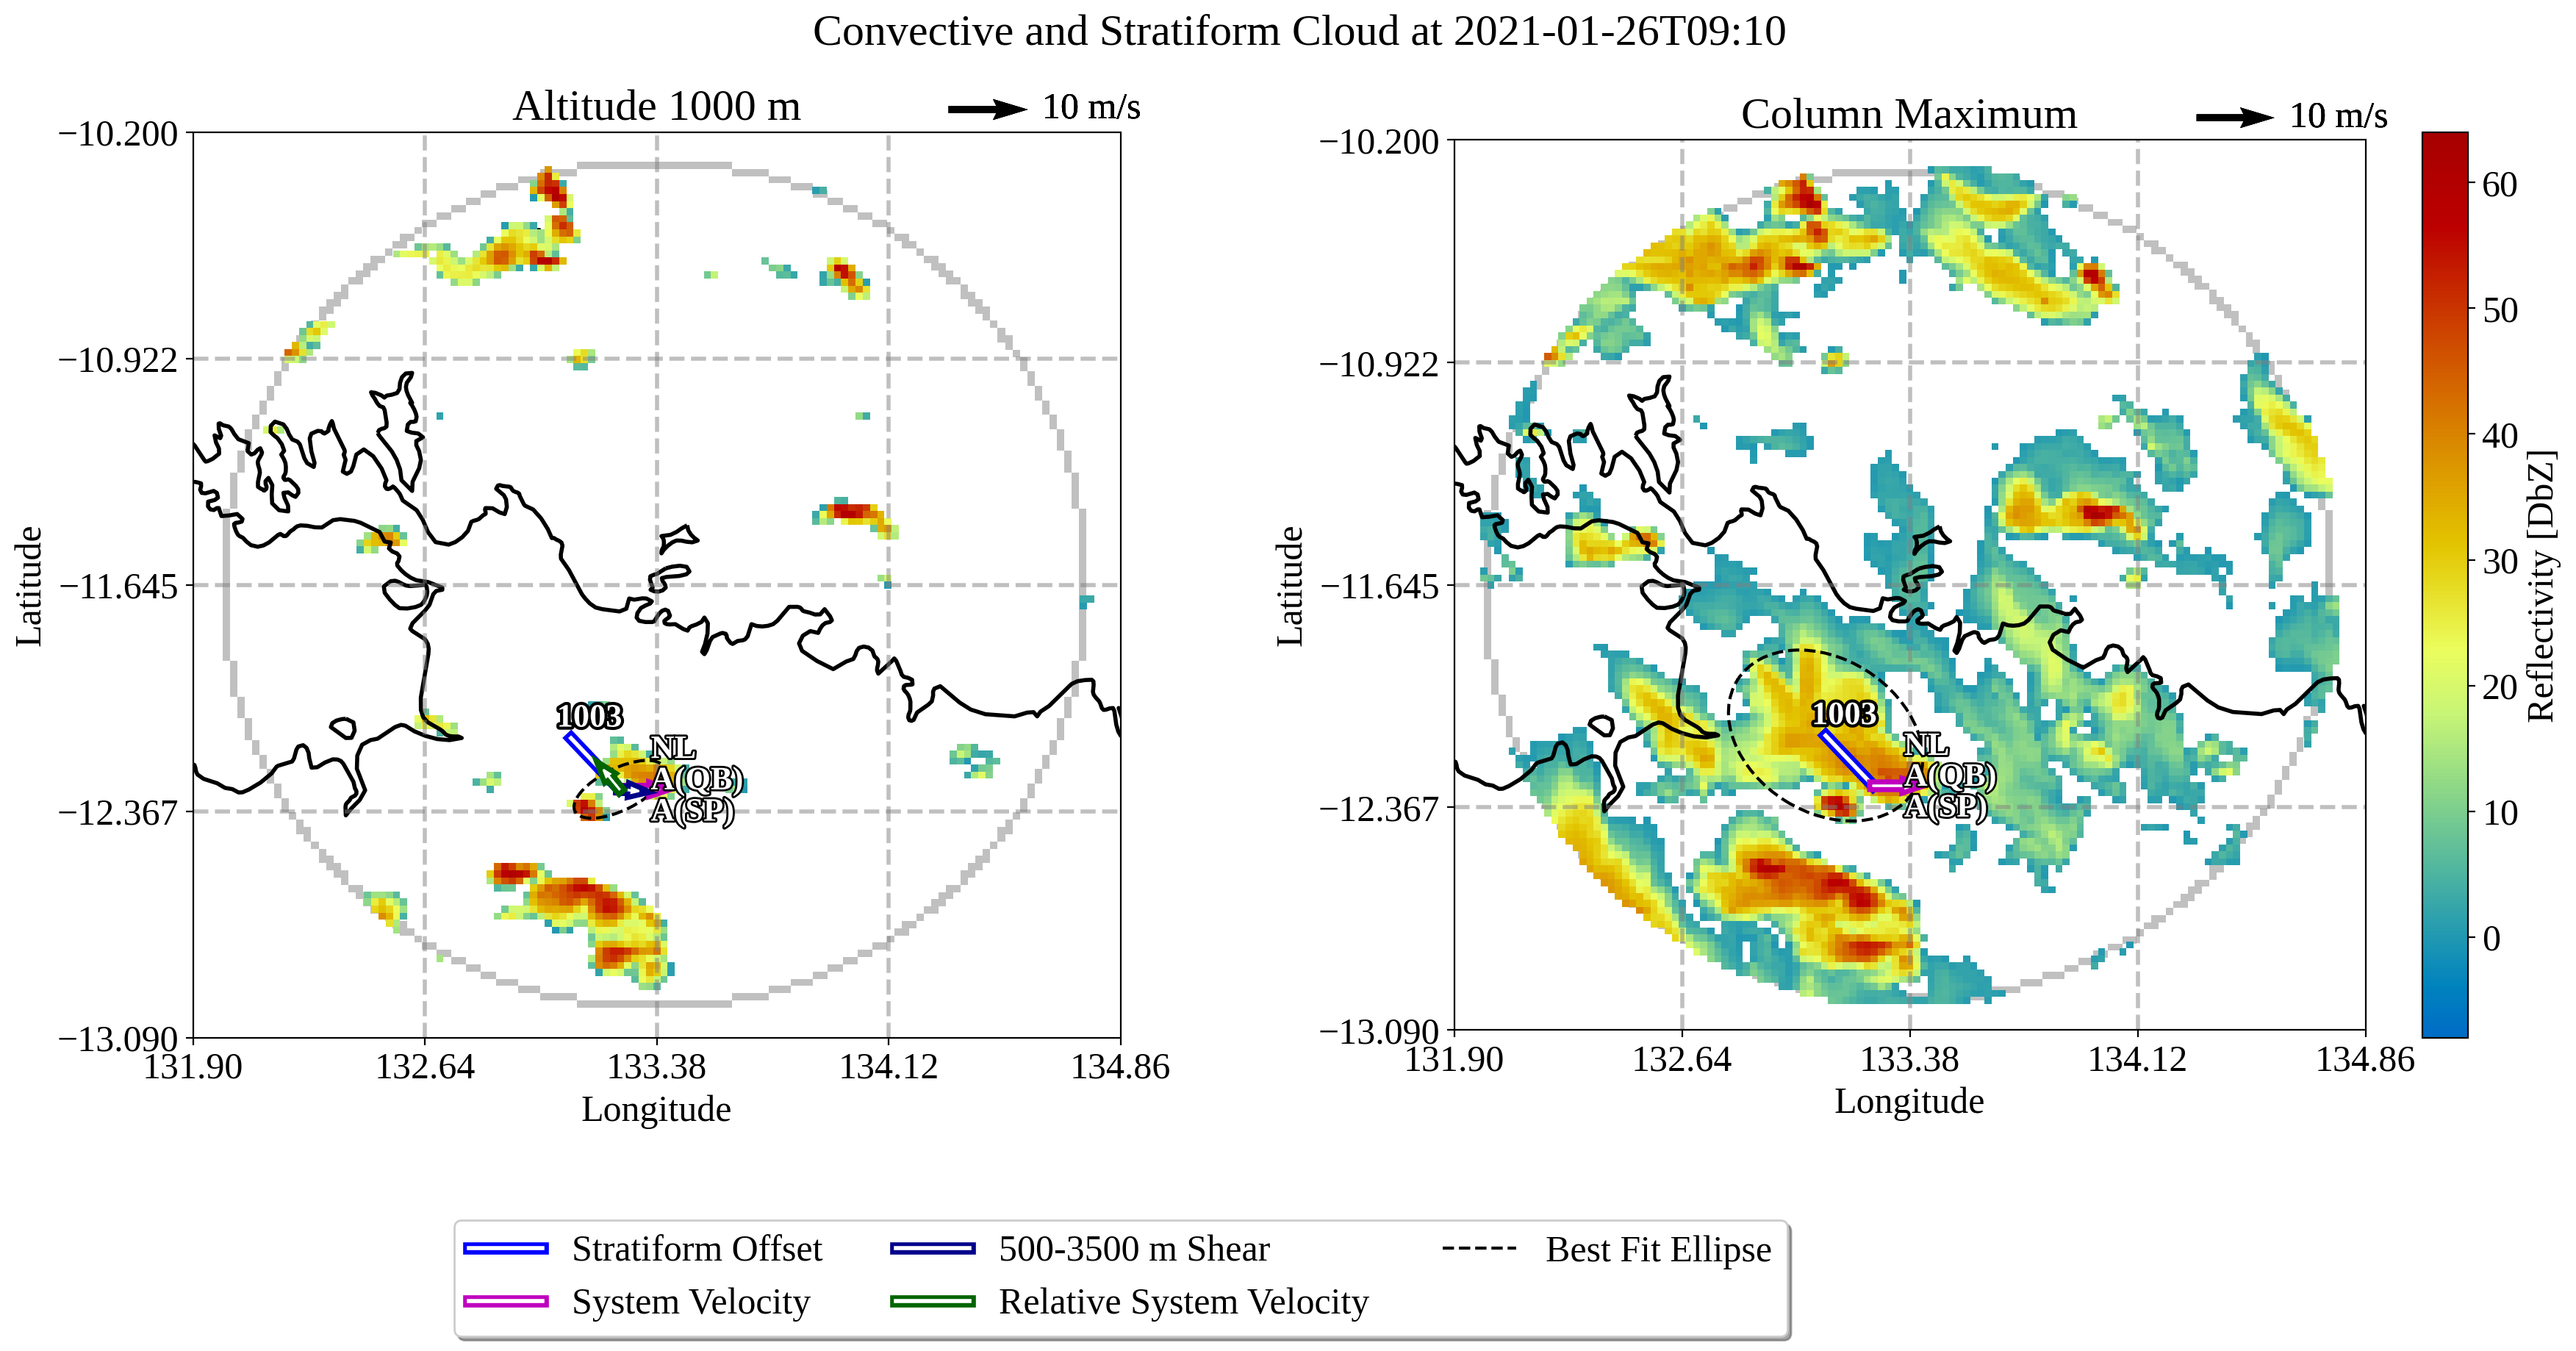 Convective and Stratiform Cloud at 2021-01-26T09:10
Altitude 1000 m
10 m/s
−10.200
−10.922
−11.645
−12.367
−13.090
131.90
132.64
133.38
134.12
134.86
Latitude
Longitude
1003
NL
A(QB)
A(SP)
Column Maximum
10 m/s
−10.200
−10.922
−11.645
−12.367
−13.090
131.90
132.64
133.38
134.12
134.86
Latitude
Longitude
1003
NL
A(QB)
A(SP)
60
50
40
30
20
10
0
Reflectivity [DbZ]
Stratiform Offset
System Velocity
500-3500 m Shear
Relative System Velocity
Best Fit Ellipse